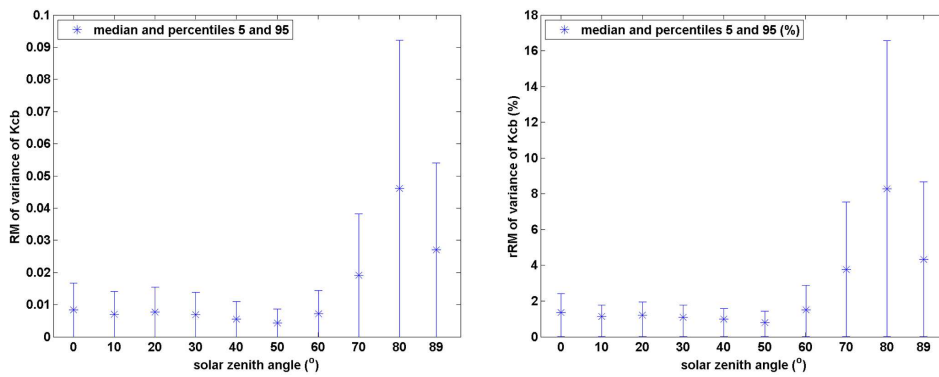 0.1
0.09
0.08
0.07
0.06
0.05
0.04
0.03
0.02
0.01
0
RM of variance of Kcb
median and percentiles 5 and 95
0 10 20 30 40 50 60 70 80 89
solar zenith angle (°)
18
16
14
12
10
8
6
4
2
0
rRM of variance of Kcb (%)
median and percentiles 5 and 95 (%)
0 10 20 30 40 50 60 70 80 89
solar zenith angle (°)